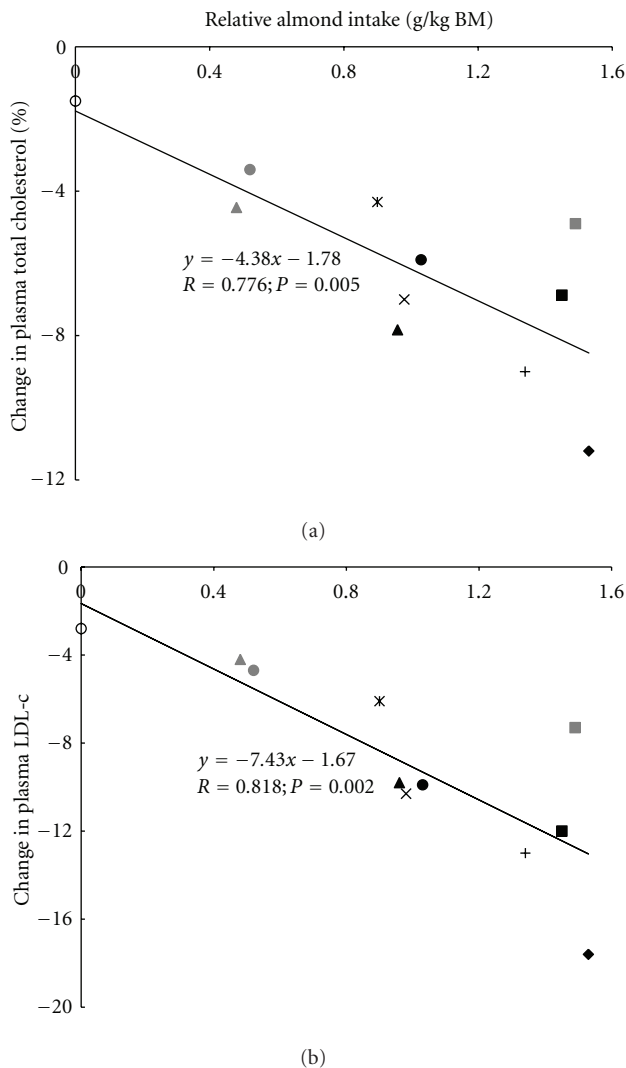 Relative almond intake (g/kg BM)
0
0 0.4 0.8 1.2 1.6
−4
−8
−12
Change in plasma total cholesterol (%)
y = −4.38x − 1.78
R = 0.776; P = 0.005
(a)
0
0 0.4 0.8 1.2 1.6
−4
−8
−12
−16
−20
Change in plasma LDL-c
y = −7.43x − 1.67
R = 0.818; P = 0.002
(b)